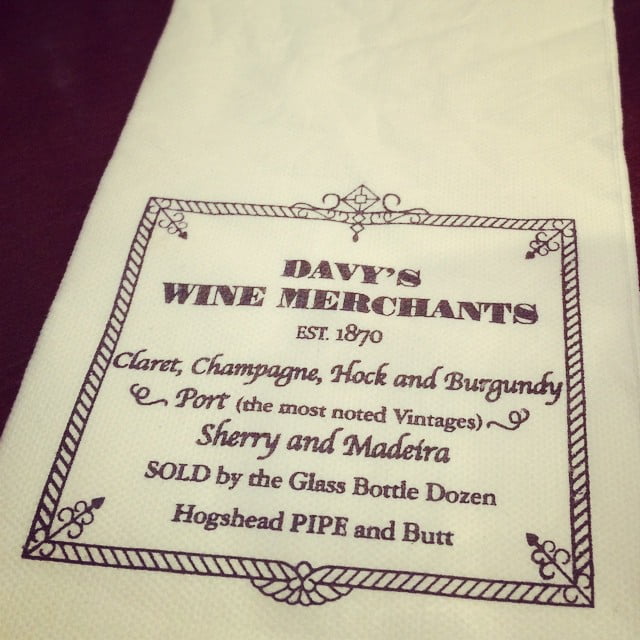 DAVY'S
WINE MERCHANTS
EST. 1870
Claret, Champagne, Hock and Burgundy
Port (the most noted Vintages)
Sherry and Madeira
SOLD by the Glass Bottle Dozen
Hogshead PIPE and Butt